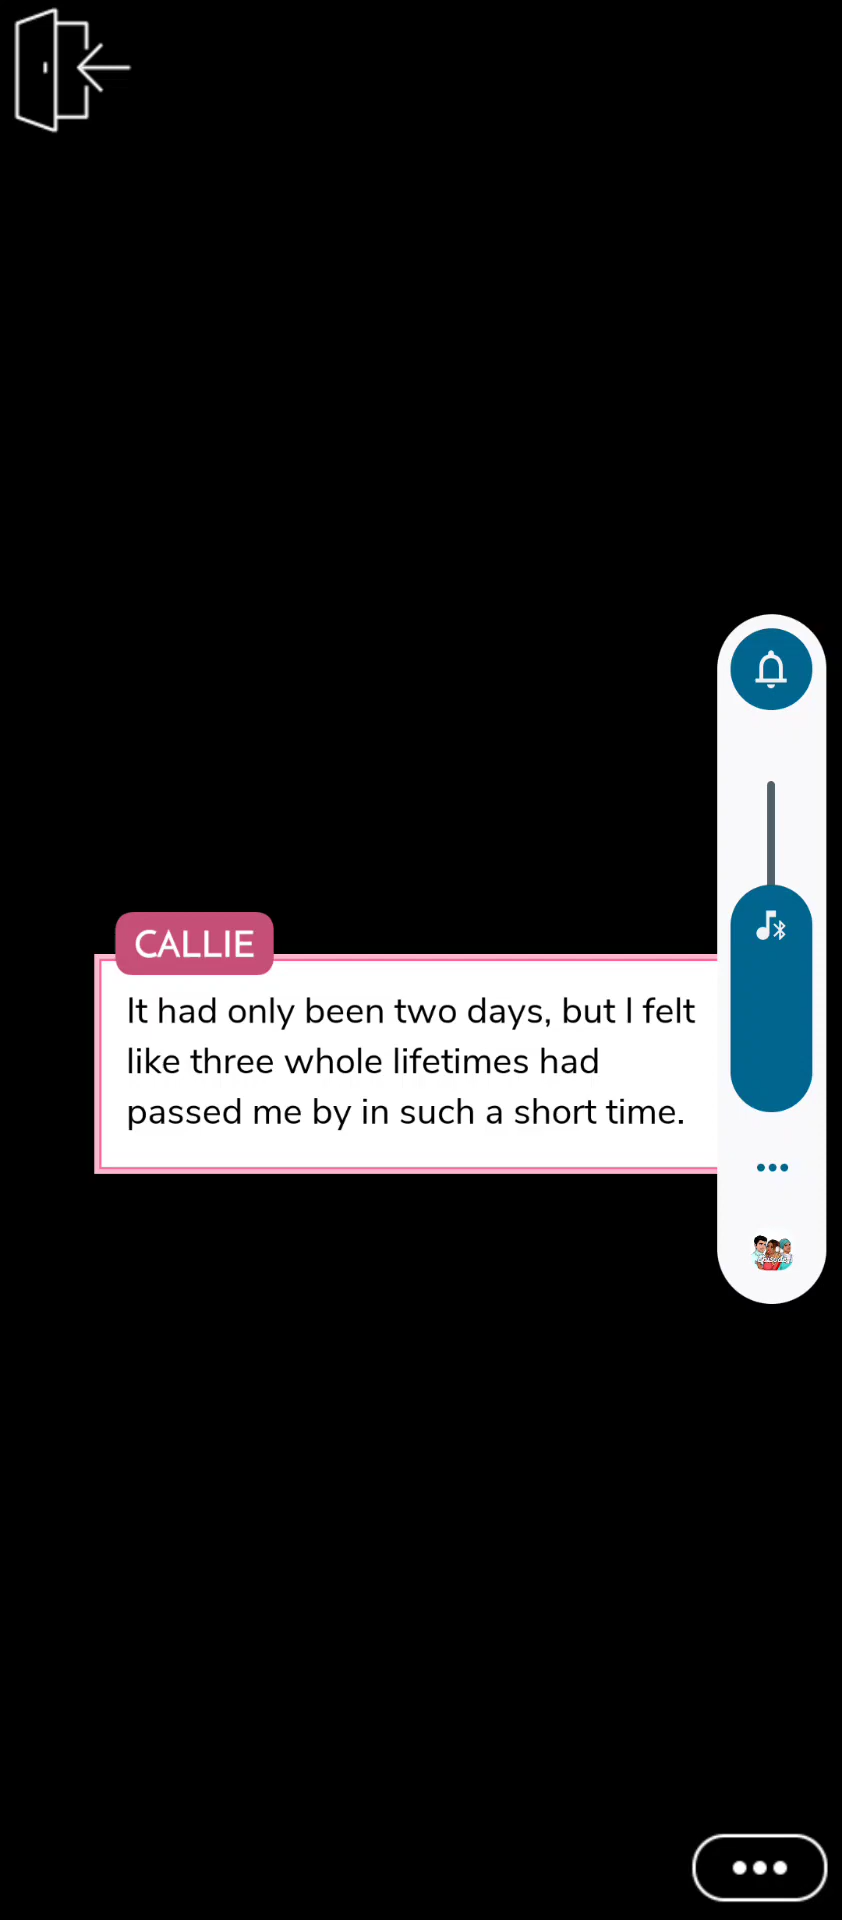 CALLIE
It had only been two days, but I felt
like three whole lifetimes had
passed me by in such a short time.
Episode